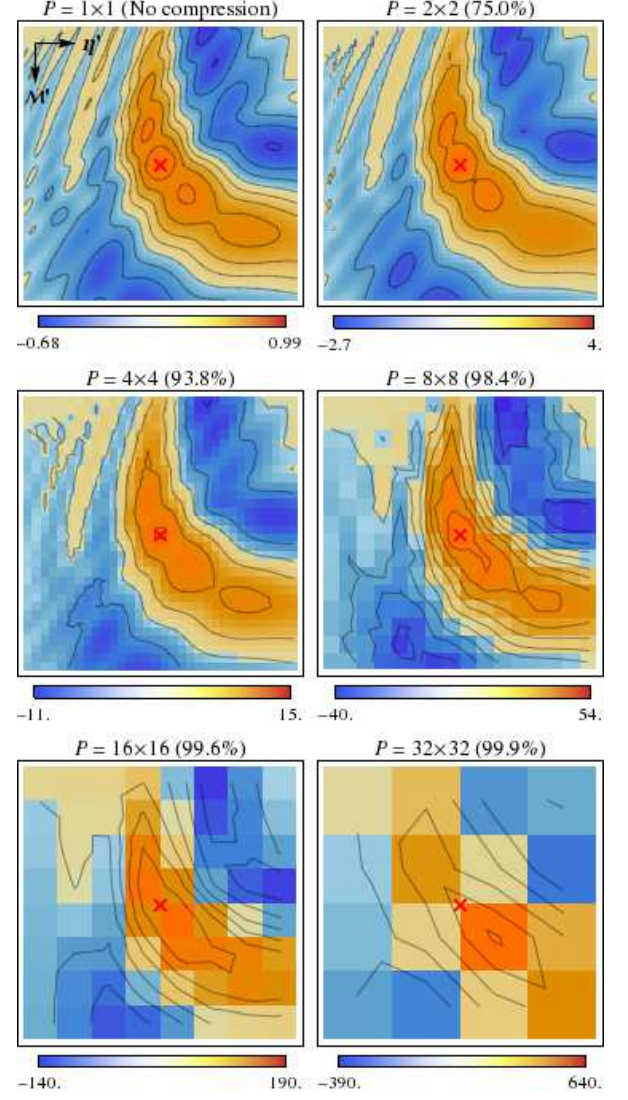 P = 1×1 (No compression)
P = 2×2 (75.0%)
η'
M'
−0.68
0.99
−2.7
4.
P = 4×4 (93.8%)
P = 8×8 (98.4%)
−11.
15.
−40.
54.
P = 16×16 (99.6%)
P = 32×32 (99.9%)
−140.
190.
−390.
640.